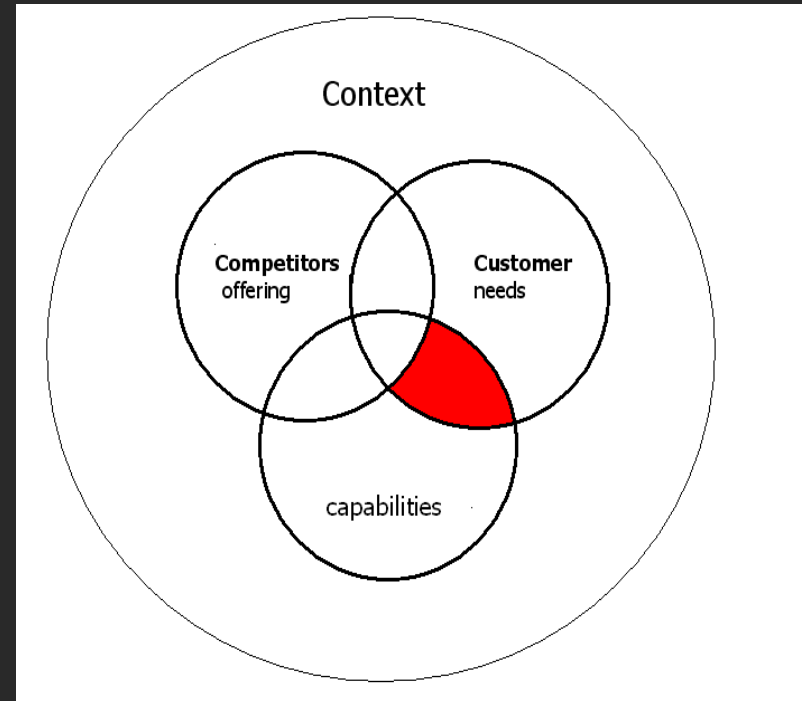 Context
Competitors
offering
Customer
needs
capabilities